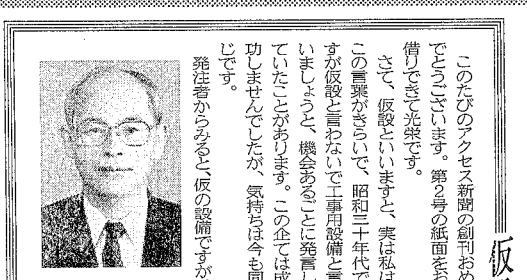 仮
このたびのアクセス新聞の創刊おめ
でとうございます。第2号の紙面をお
借りできて光栄です。
さて、仮設といいますと、実は私は
この言葉がきらいで、昭和三十年代で
すが仮設と言わないで工事用設備と言
いましょうと、機会あるごとに発言し
ていたことがあります。この企ては成
功しませんでしたが、気持ちは今も同
じです。
発注者からみると、仮の設備ですが